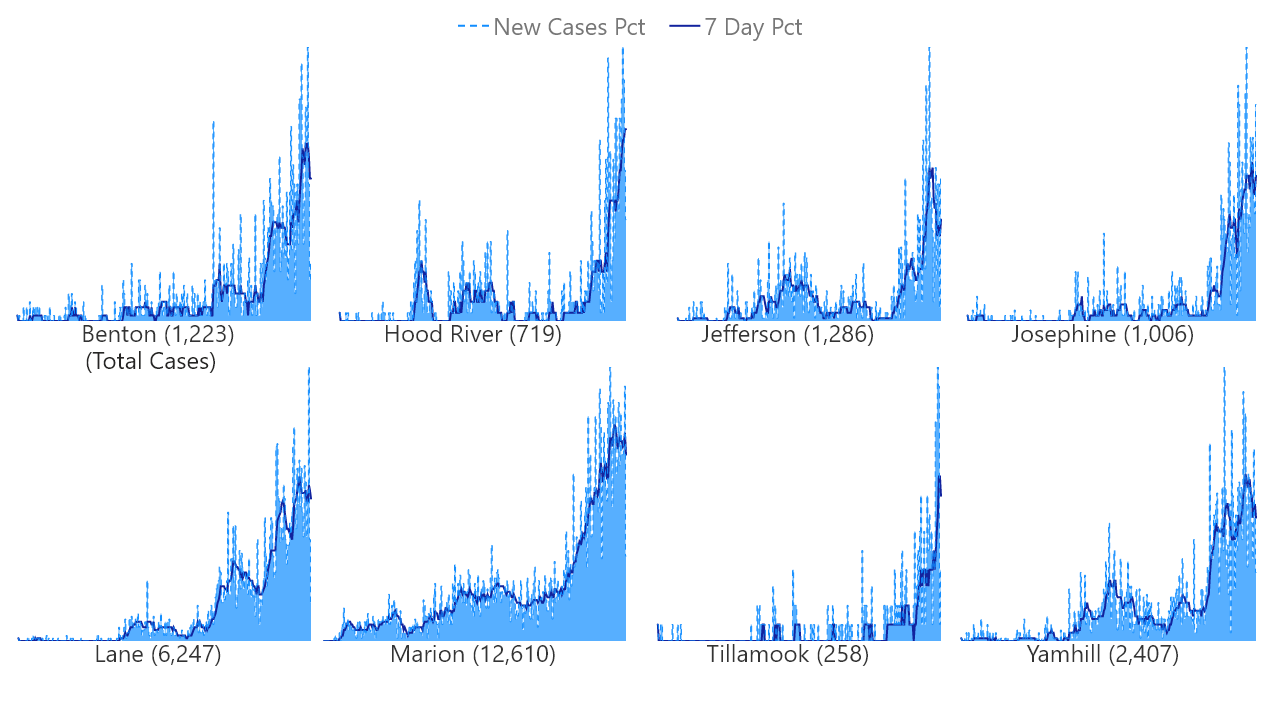 New Cases Pct 7 Day Pct
Benton (1,223) Hood River (719) Jefferson (1,286) Josephine (1,006)
(Total Cases)
Lane (6,247) Marion (12,610) Tillamook (258) Yamhill (2,407)